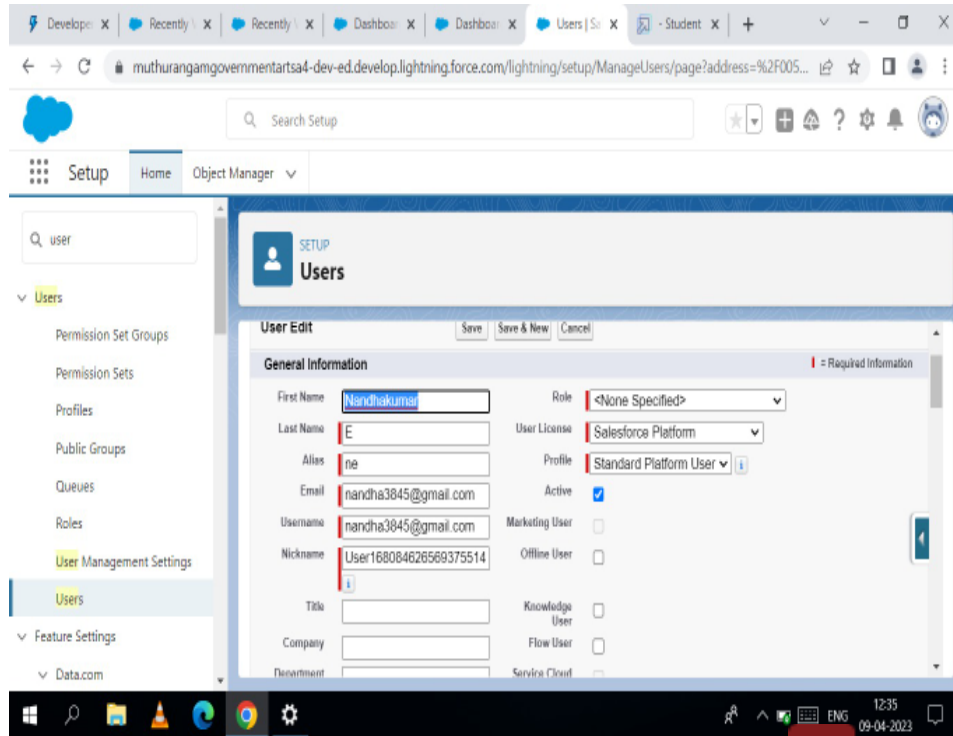 Develope Recently \ Recently \ Dashboar Dashboar Users | Sa - Student
muthurangamgovernmentartsa4-dev-ed.develop.lightning.force.com/lightning/setup/ManageUsers/page?address=%2F005...
Search Setup
Setup Home Object Manager
user
SETUP
Users
Users
Permission Set Groups
Permission Sets
Profiles
Public Groups
Queues
Roles
User Management Settings
Users
Feature Settings
Data.com
User Edit Save Save & New Cancel
General Information = Required Information
First Name Nandhakumar Role <None Specified>
Last Name E User License Salesforce Platform
Alias ne Profile Standard Platform User
Email nandha3845@gmail.com Active
Username nandha3845@gmail.com Marketing User
Nickname User168084626569375514 Offline User
Title Knowledge User
Company Flow User
Department Service Cloud
ENG 12:35
09-04-2023